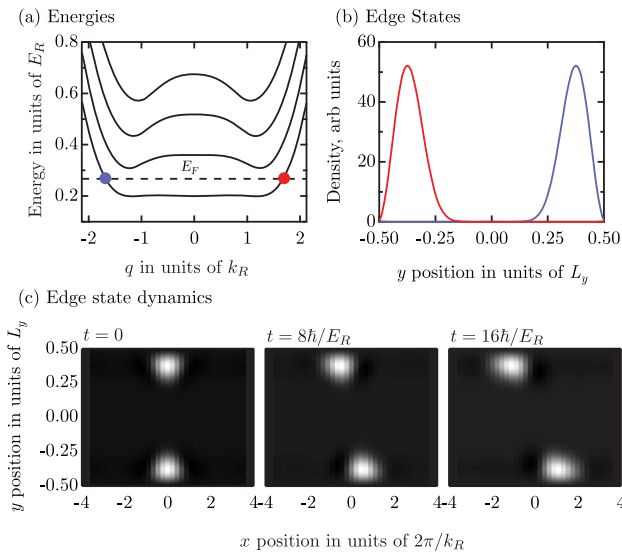 (a) Energies
Energy in units of E_R
0.8
0.6
0.4
0.2
E_F
-2 -1 0 1 2
q in units of k_R
(b) Edge States
Density, arb units
60
40
20
0
-0.50 -0.25 0.00 0.25 0.50
y position in units of L_y
(c) Edge state dynamics
y position in units of L_y
t = 0
t = 8ħ/E_R
t = 16ħ/E_R
0.50
0.25
0.00
-0.25
-0.50
-4 -2 0 2 4 -2 0 2 4 -2 0 2 4
x position in units of 2π/k_R